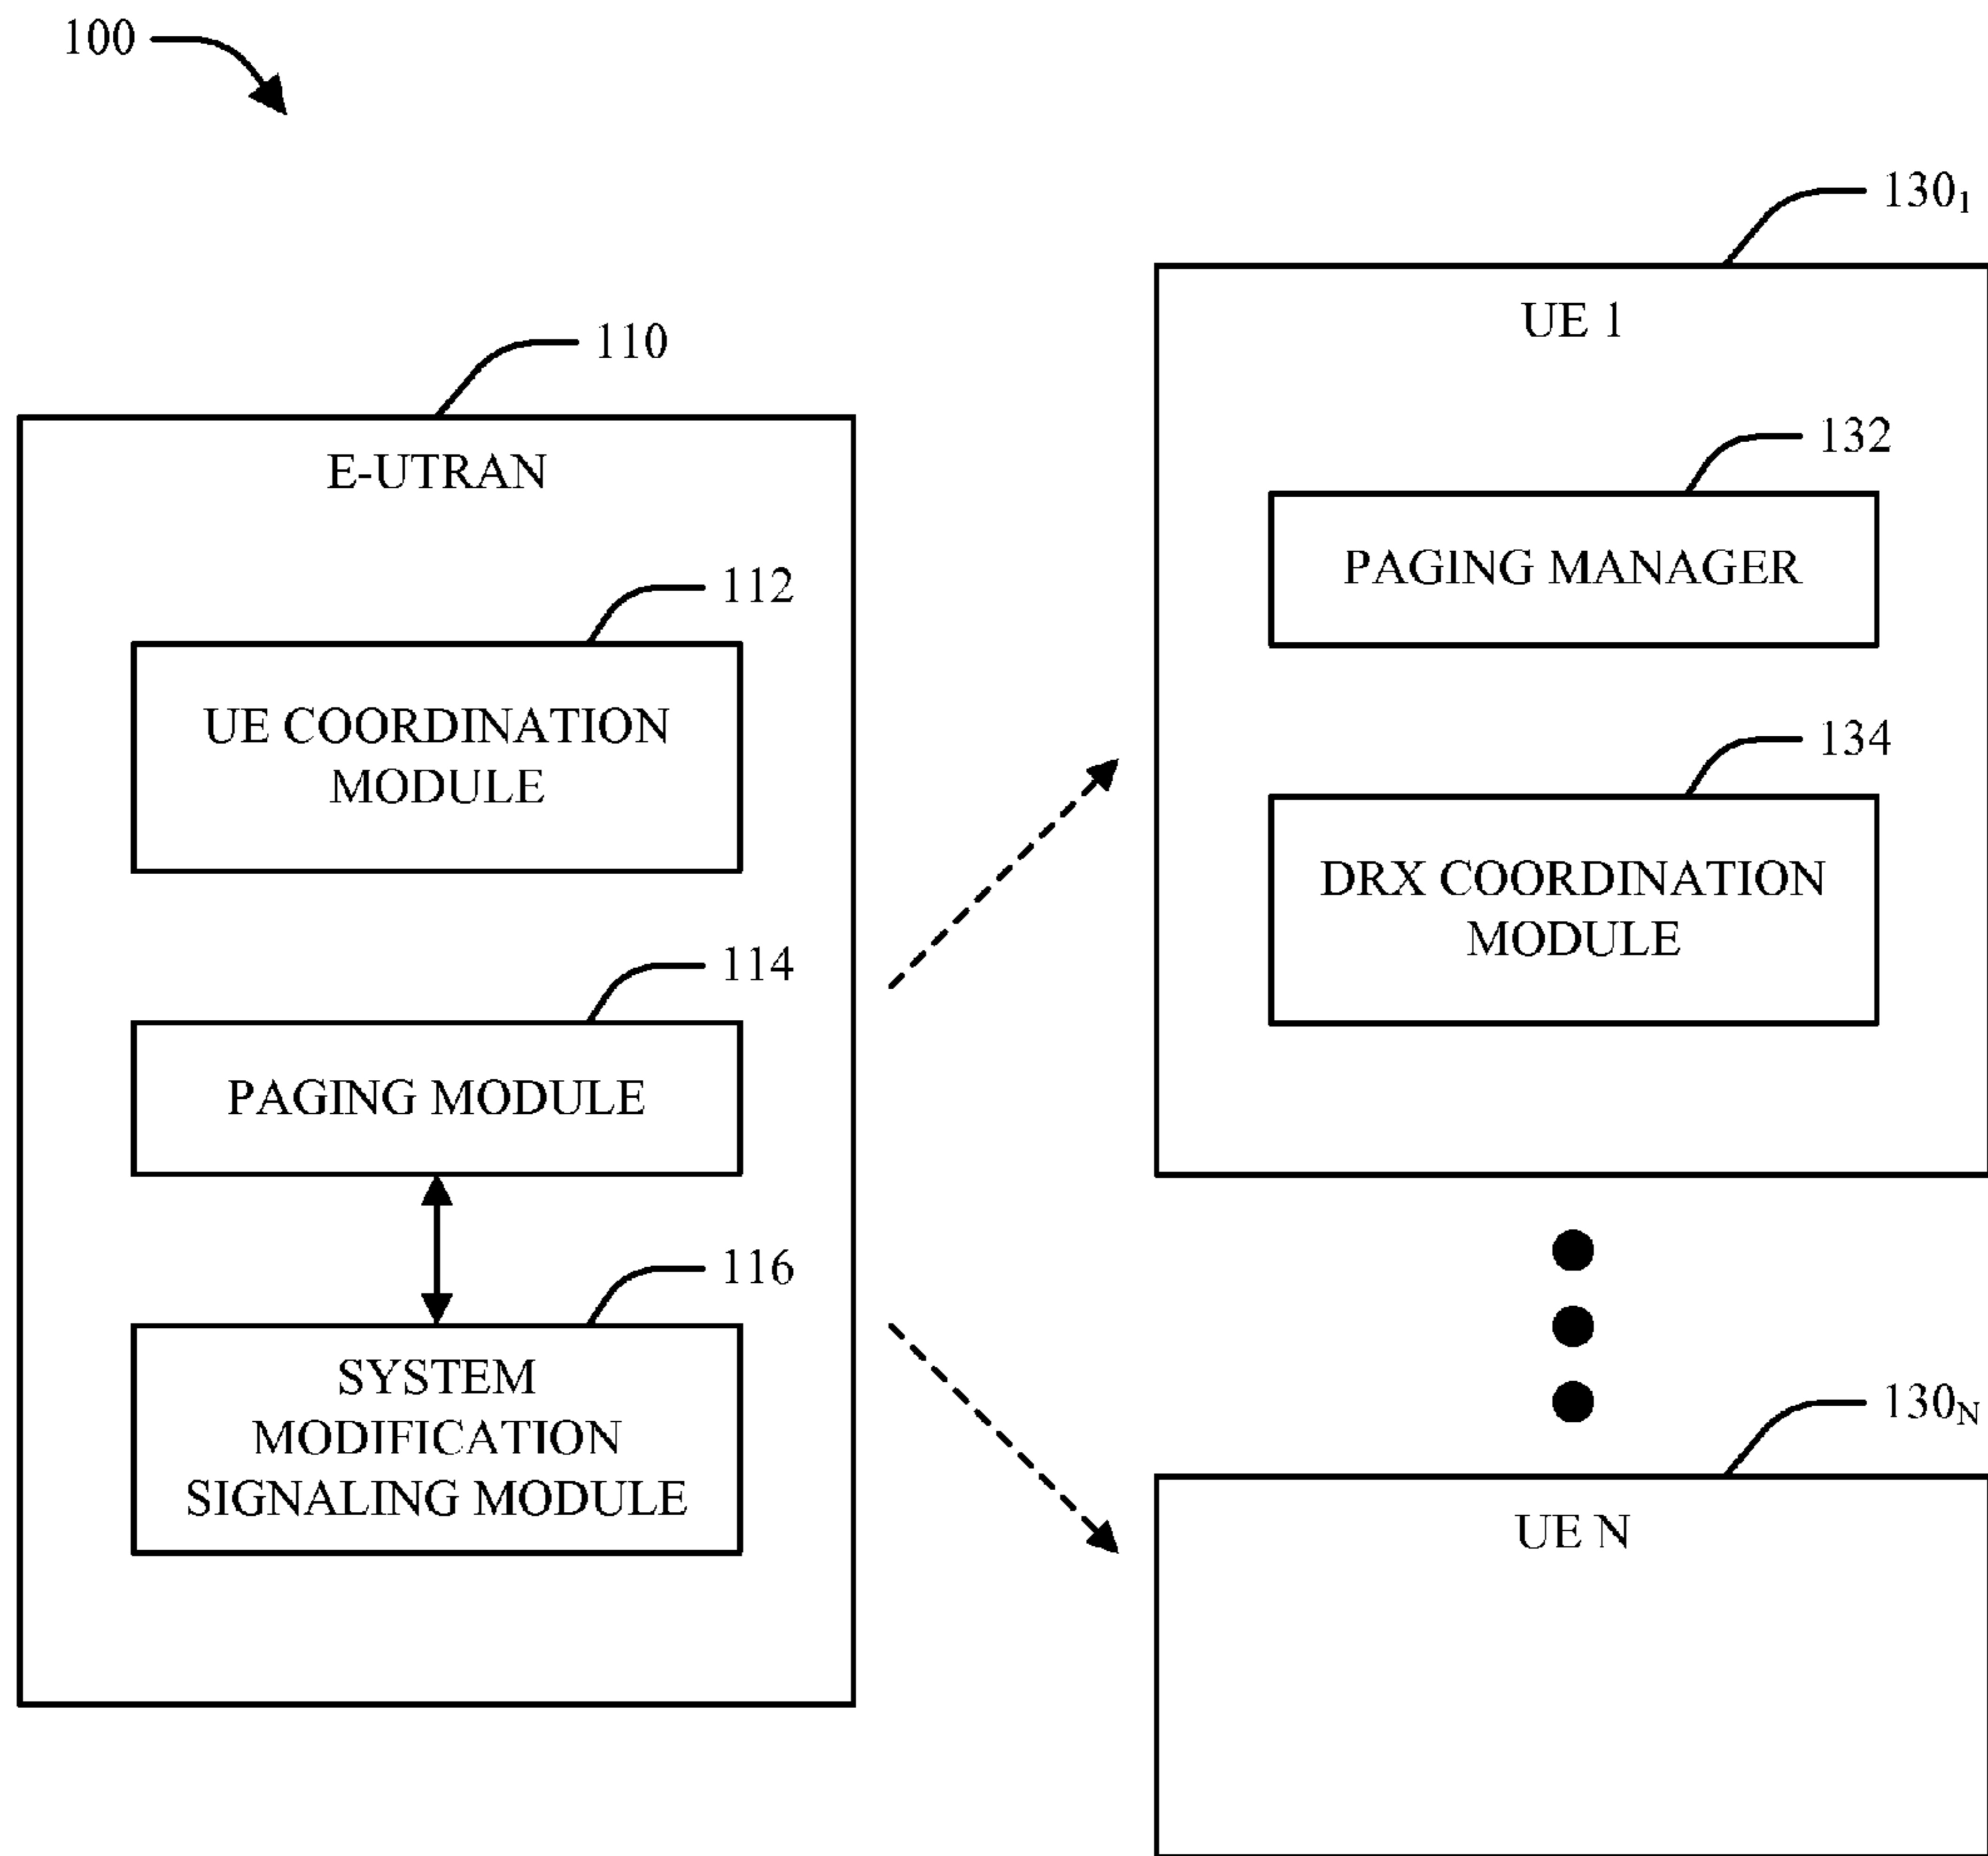 100
110
E-UTRAN
112
UE COORDINATION
MODULE
114
PAGING MODULE
116
SYSTEM
MODIFICATION
SIGNALING MODULE
130₁
UE 1
132
PAGING MANAGER
134
DRX COORDINATION
MODULE
130N
UE N